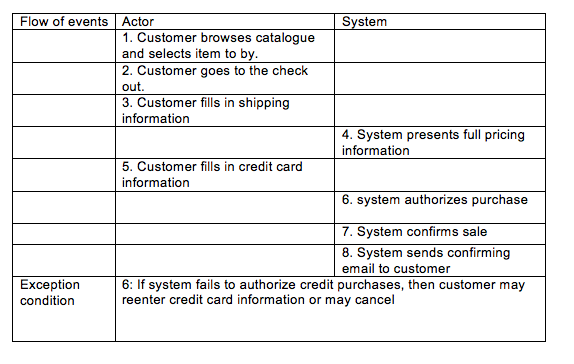 Flow of events Actor System
1. Customer browses catalogue
and selects item to by.
2. Customer goes to the check
out.
3. Customer fills in shipping
information
4. System presents full pricing
information
5. Customer fills in credit card
information
6. system authorizes purchase
7. System confirms sale
8. System sends confirming
email to customer
Exception
condition
6: If system fails to authorize credit purchases, then customer may
reenter credit card information or may cancel